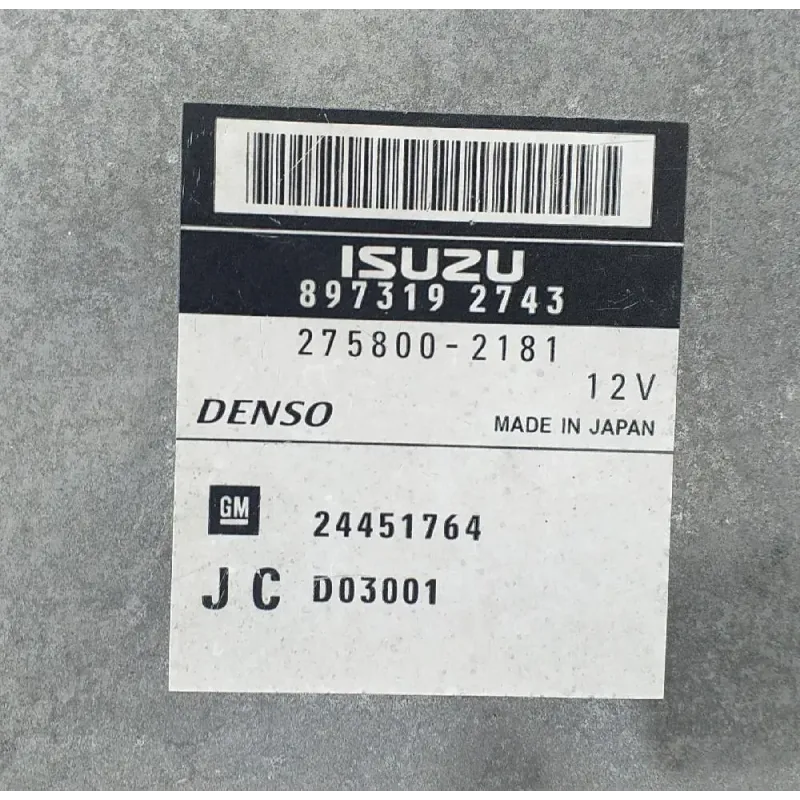 ISUZU
897319 2743
275800-2181
12V
DENSO MADE IN JAPAN
GM 24451764
JC D03001